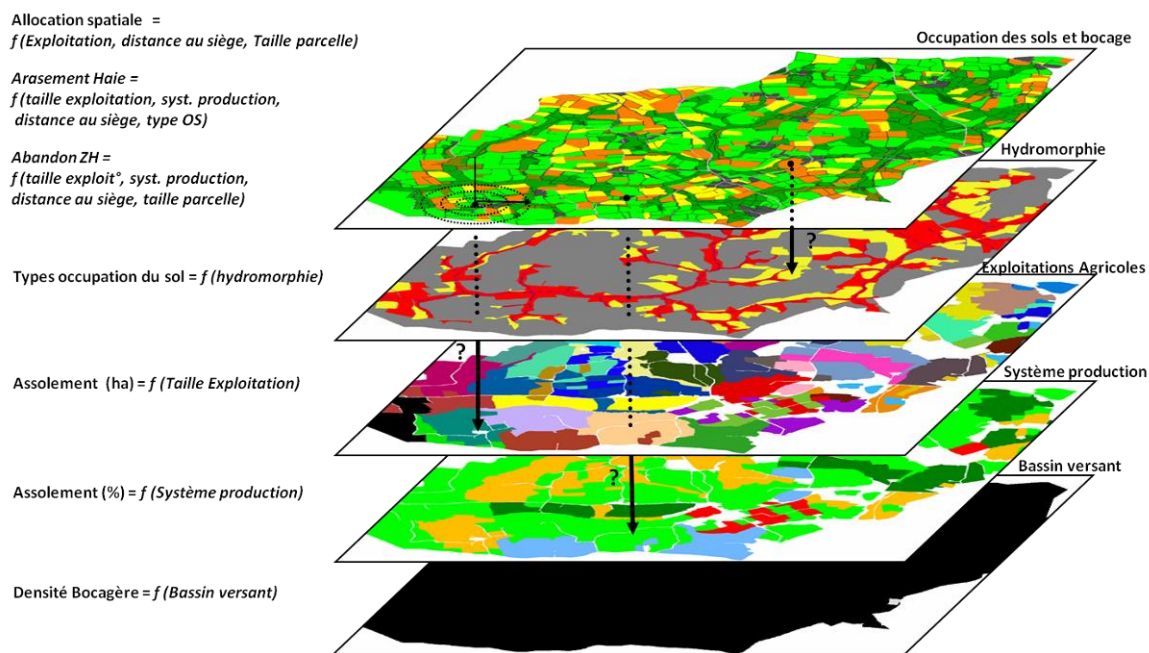 Allocation spatiale =
f (Exploitation, distance au siège, Taille parcelle)
Arasement Haie =
f (taille exploitation, syst. production,
distance au siège, type OS)
Abandon ZH =
f (taille exploit°, syst. production,
distance au siège, taille parcelle)
Types occupation du sol = f (hydromorphie)
Assolement (ha) = f (Taille Exploitation)
Assolement (%) = f (Système production)
Densité Bocagère = f (Bassin versant)
Occupation des sols et bocage
Hydromorphie
?
Exploitations Agricoles
?
Système production
?
Bassin versant